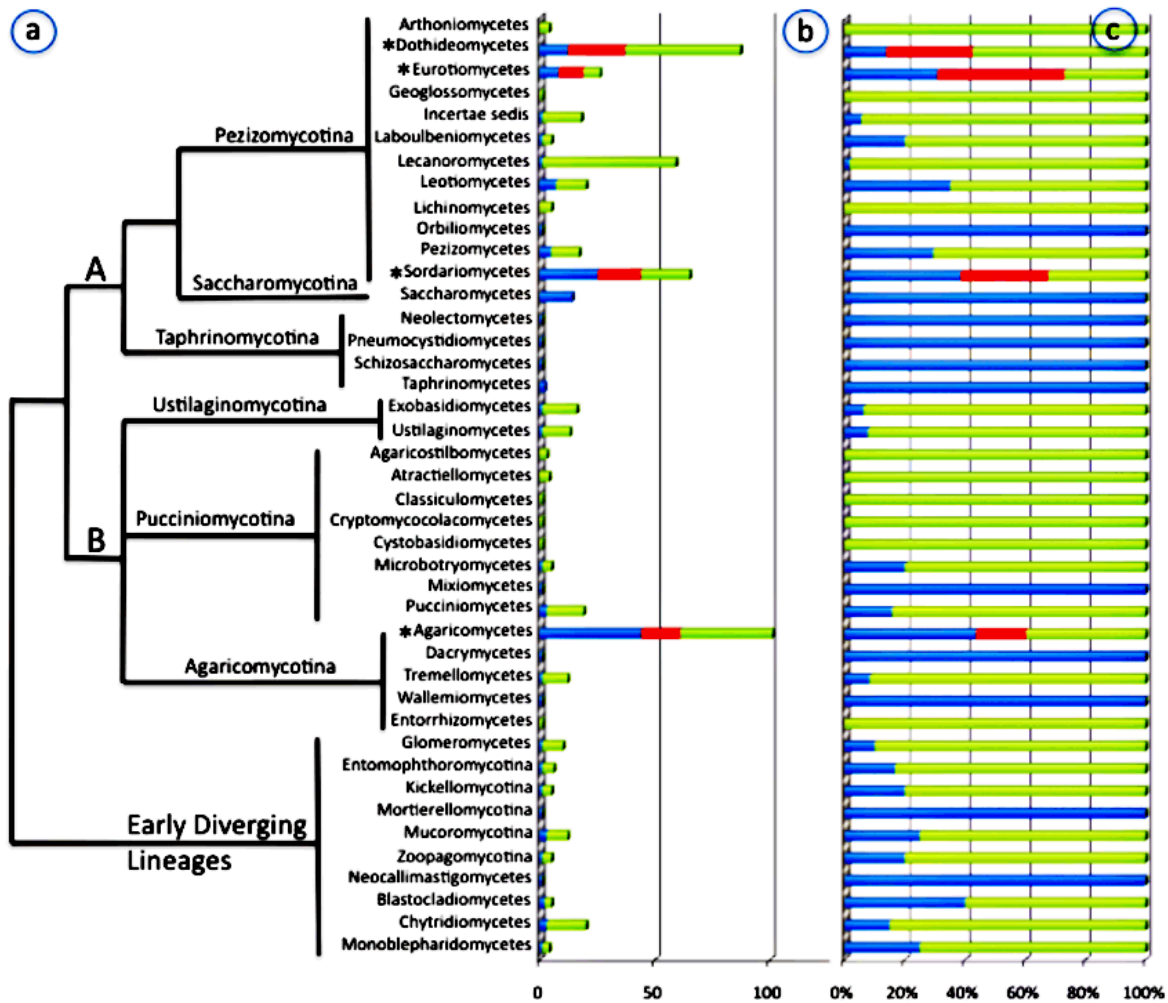 a
b
c
Arthoniomycetes
*Dothideomycetes
*Eurotiomycetes
Geoglossomycetes
Incertae sedis
Pezizomycotina
Laboulbeniomycetes
Lecanoromycetes
Leotiomycetes
Lichinomycetes
Orbiliomycetes
Pezizomycetes
A
*Sordariomycetes
Saccharomycotina
Saccharomycetes
Neolectomycetes
Taphrinomycotina
Pneumocystidiomycetes
Schizosaccharomycetes
Taphrinomycetes
Ustilaginomycotina
Exobasidiomycetes
Ustilaginomycetes
Agaricostilbomycetes
Atractiellomycetes
Classiculomycetes
Pucciniomycotina
Cryptomycocolacomycetes
B
Cystobasidiomycetes
Microbotryomycetes
Mixiomycetes
Pucciniomycetes
*Agaricomycetes
Dacrymycetes
Agaricomycotina
Tremellomycetes
Wallemiomycetes
Entorrhizomycetes
Glomeromycetes
Entomophthoromycotina
Kickellomycotina
Mortierellomycotina
Early Diverging
Lineages
Mucoromycotina
Zoopagomycotina
Neocallimastigomycetes
Blastocladiomycetes
Chytridiomycetes
Monoblepharidomycetes
0 50 100
0% 20% 40% 60% 80% 100%